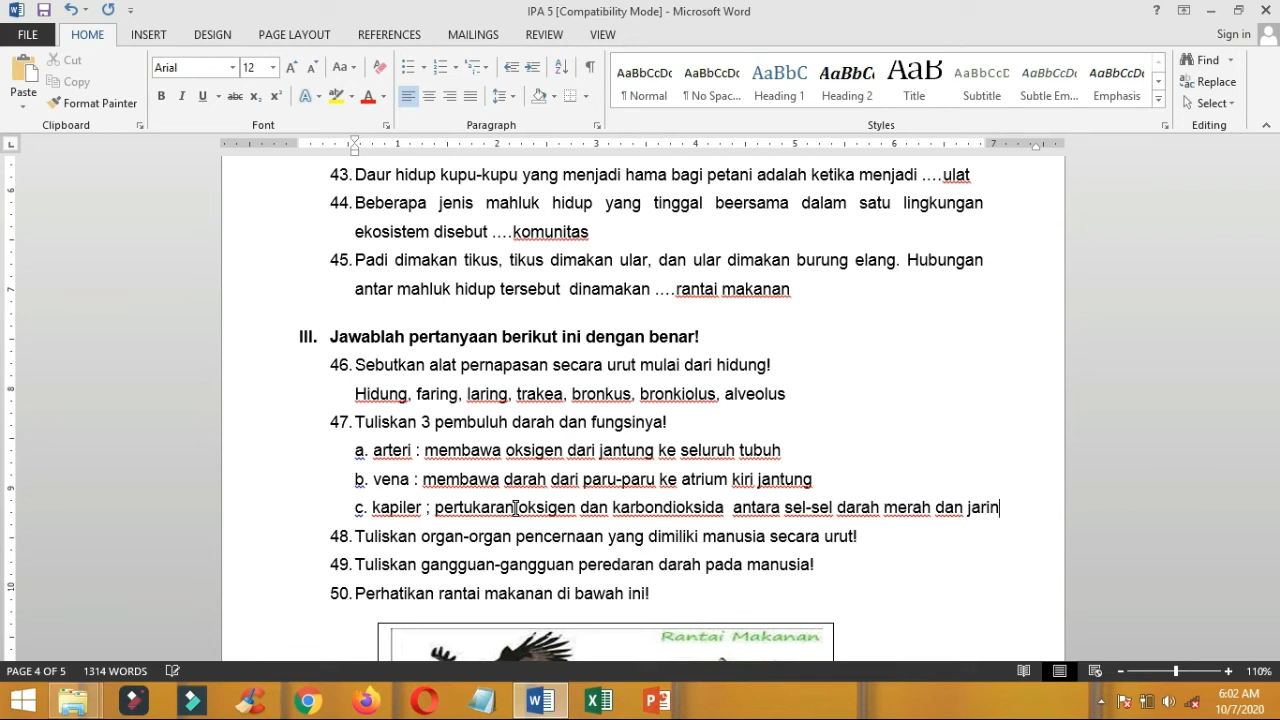 IPA 5 [Compatibility Mode] - Microsoft Word
FILE HOME INSERT DESIGN PAGE LAYOUT REFERENCES MAILINGS REVIEW VIEW Sign in
Cut
Copy
Format Painter
Paste
Arial 12
AaBbCcDc AaBbCcDc AaBbC AaBbCc AaB AaBbCcD AaBbCcDc AaBbCcDc
¶ Normal ¶ No Spac... Heading 1 Heading 2 Title Subtitle Subtle Em... Emphasis
Find
Replace
Select
Clipboard Font Paragraph Styles Editing
1 2 3 4 5 6 7
43. Daur hidup kupu-kupu yang menjadi hama bagi petani adalah ketika menjadi ….ulat
44. Beberapa jenis mahluk hidup yang tinggal beersama dalam satu lingkungan
ekosistem disebut ….komunitas
45. Padi dimakan tikus, tikus dimakan ular, dan ular dimakan burung elang. Hubungan
antar mahluk hidup tersebut dinamakan ….rantai makanan
III. Jawablah pertanyaan berikut ini dengan benar!
46. Sebutkan alat pernapasan secara urut mulai dari hidung!
Hidung, faring, laring, trakea, bronkus, bronkiolus, alveolus
47. Tuliskan 3 pembuluh darah dan fungsinya!
a. arteri : membawa oksigen dari jantung ke seluruh tubuh
b. vena : membawa darah dari paru-paru ke atrium kiri jantung
c. kapiler ; pertukaran oksigen dan karbondioksida antara sel-sel darah merah dan jarin
48. Tuliskan organ-organ pencernaan yang dimiliki manusia secara urut!
49. Tuliskan gangguan-gangguan peredaran darah pada manusia!
50. Perhatikan rantai makanan di bawah ini!
Rantai Makanan
PAGE 4 OF 5 1314 WORDS 110%
6:02 AM
10/7/2020